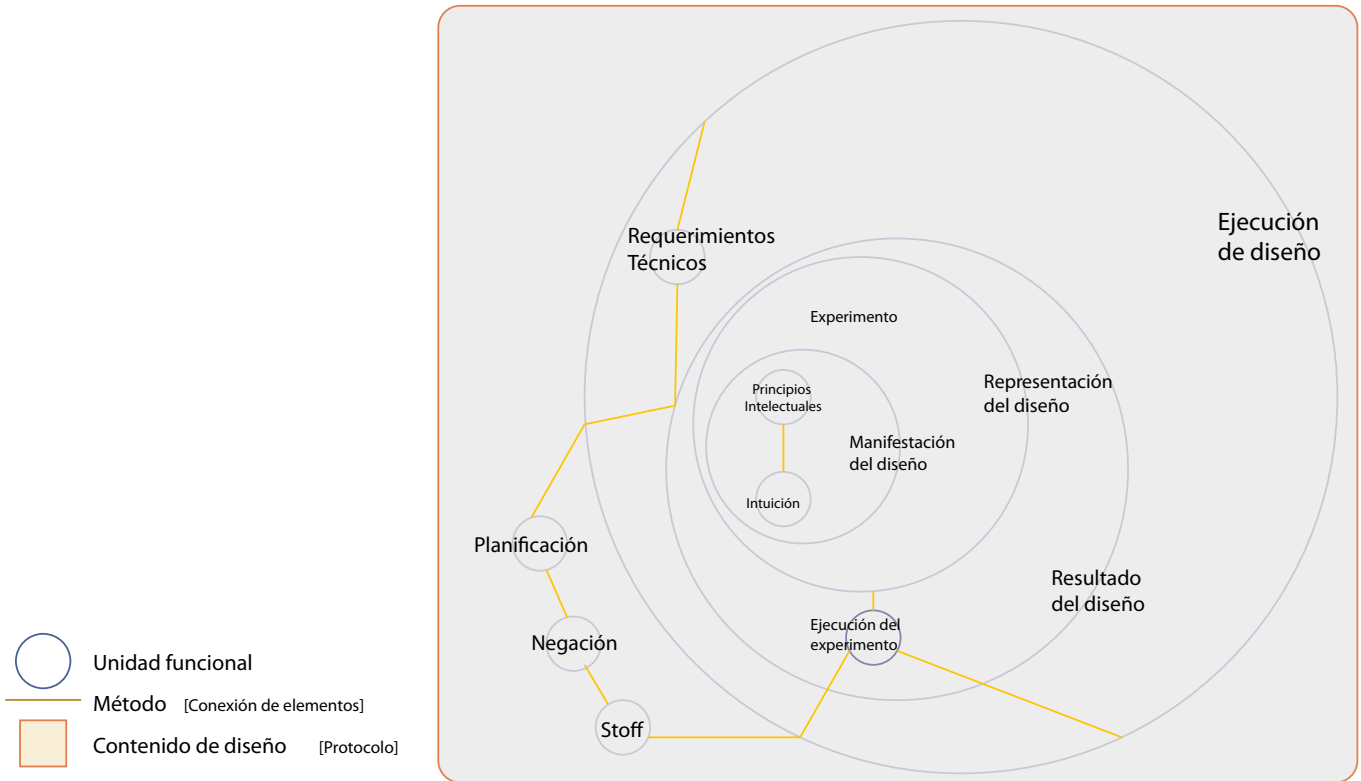 Ejecución
de diseño
Requerimientos
Técnicos
Experimento
Representación
del diseño
Principios
Intelectuales
Manifestación
del diseño
Intuición
Planificación
Resultado
del diseño
Ejecución del
experimento
Negación
Stoff
Unidad funcional
Método [Conexión de elementos]
Contenido de diseño [Protocolo]